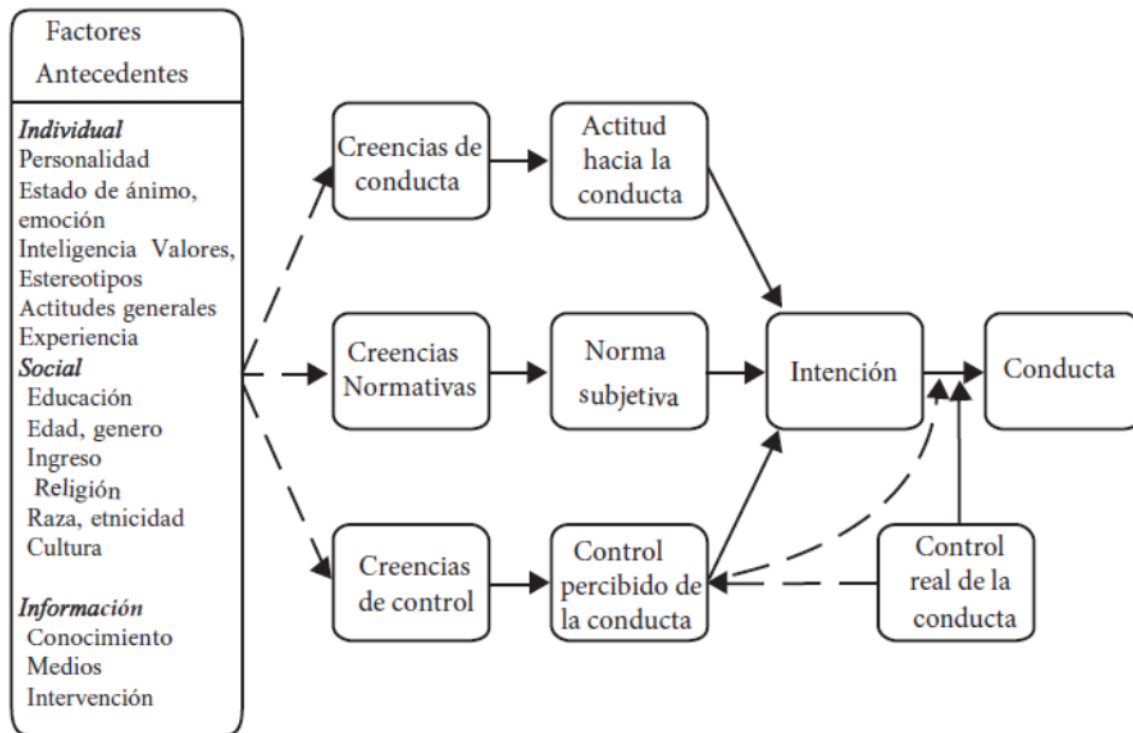 Factores
Antecedentes
Individual
Personalidad
Estado de ánimo,
emoción
Inteligencia Valores,
Estereotipos
Actitudes generales
Experiencia
Social
Educación
Edad, genero
Ingreso
Religión
Raza, etnicidad
Cultura
Información
Conocimiento
Medios
Intervención
Creencias de
conducta
Actitud
hacia la
conducta
Creencias
Normativas
Norma
subjetiva
Intención
Conducta
Creencias
de control
Control
percibido de
la conducta
Control
real de la
conducta